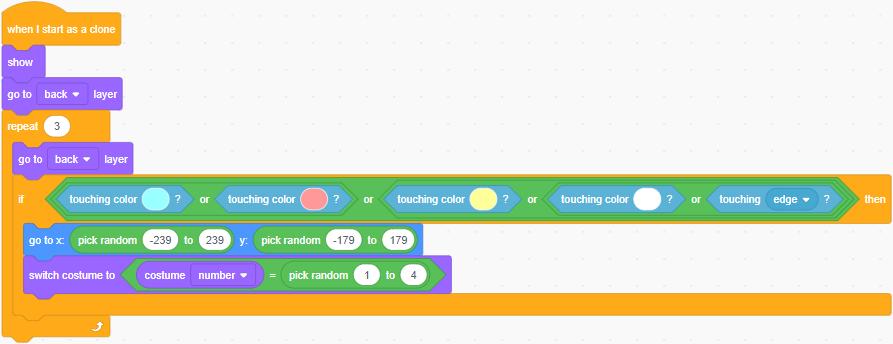 when I start as a clone
show
go to back layer
repeat 3
go to back layer
if touching color ? or touching color ? or touching color ? or touching color ? or touching edge ? then
go to x: pick random -239 to 239 y: pick random -179 to 179
switch costume to costume number = pick random 1 to 4